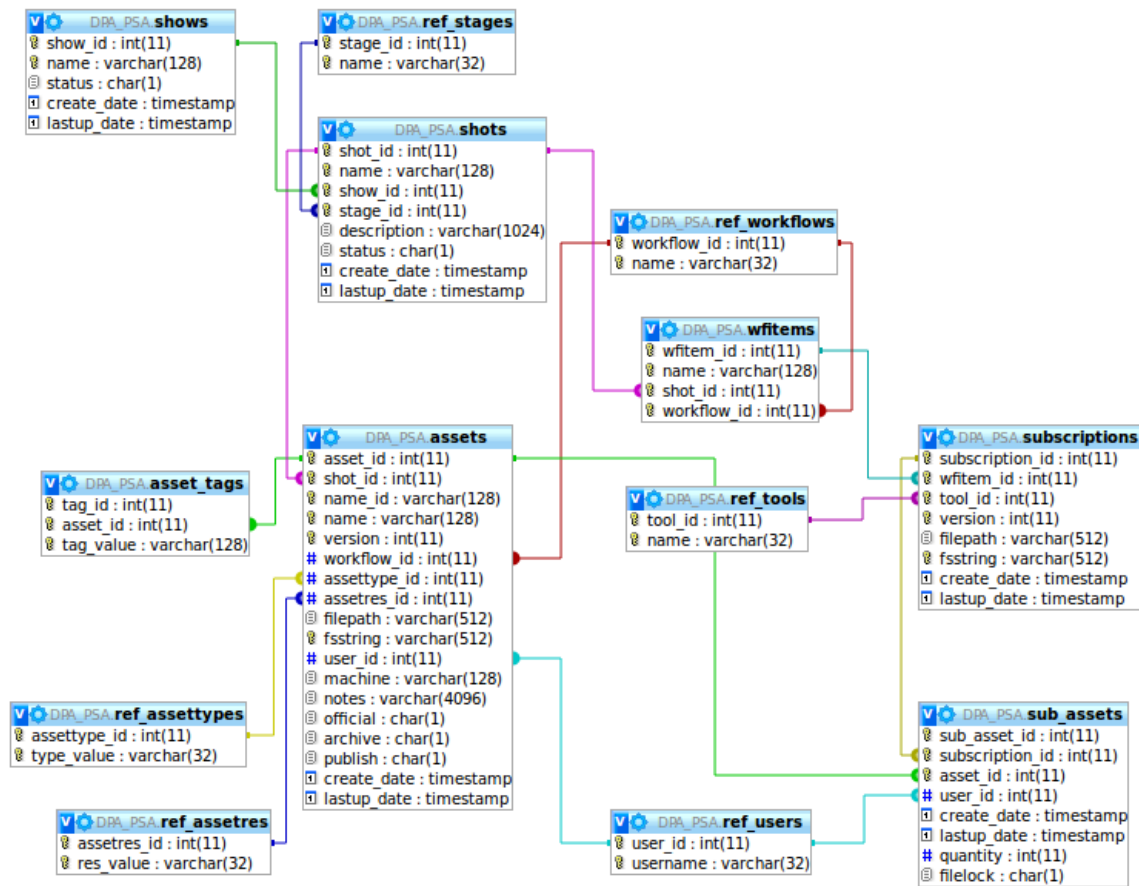 V DPA_PSA.shows
show_id : int(11)
name : varchar(128)
status : char(1)
create_date : timestamp
lastup_date : timestamp
V DPA_PSA.ref_stages
stage_id : int(11)
name : varchar(32)
V DPA_PSA.shots
shot_id : int(11)
name : varchar(128)
show_id : int(11)
stage_id : int(11)
description : varchar(1024)
status : char(1)
create_date : timestamp
lastup_date : timestamp
V DPA_PSA.ref_workflows
workflow_id : int(11)
name : varchar(32)
V DPA_PSA.wfitems
wfitem_id : int(11)
name : varchar(128)
shot_id : int(11)
workflow_id : int(11)
V DPA_PSA.assets
asset_id : int(11)
shot_id : int(11)
name_id : varchar(128)
name : varchar(128)
version : int(11)
# workflow_id : int(11)
# assettype_id : int(11)
# assetres_id : int(11)
filepath : varchar(512)
fsstring : varchar(512)
# user_id : int(11)
machine : varchar(128)
notes : varchar(4096)
official : char(1)
archive : char(1)
publish : char(1)
create_date : timestamp
lastup_date : timestamp
V DPA_PSA.asset_tags
tag_id : int(11)
asset_id : int(11)
tag_value : varchar(128)
V DPA_PSA.ref_tools
tool_id : int(11)
name : varchar(32)
V DPA_PSA.subscriptions
subscription_id : int(11)
wfitem_id : int(11)
tool_id : int(11)
version : int(11)
filepath : varchar(512)
fsstring : varchar(512)
create_date : timestamp
lastup_date : timestamp
V DPA_PSA.ref_assettypes
assettype_id : int(11)
type_value : varchar(32)
V DPA_PSA.ref_assetres
assetres_id : int(11)
res_value : varchar(32)
V DPA_PSA.ref_users
user_id : int(11)
username : varchar(32)
V DPA_PSA.sub_assets
sub_asset_id : int(11)
subscription_id : int(11)
asset_id : int(11)
# user_id : int(11)
create_date : timestamp
lastup_date : timestamp
# quantity : int(11)
filelock : char(1)